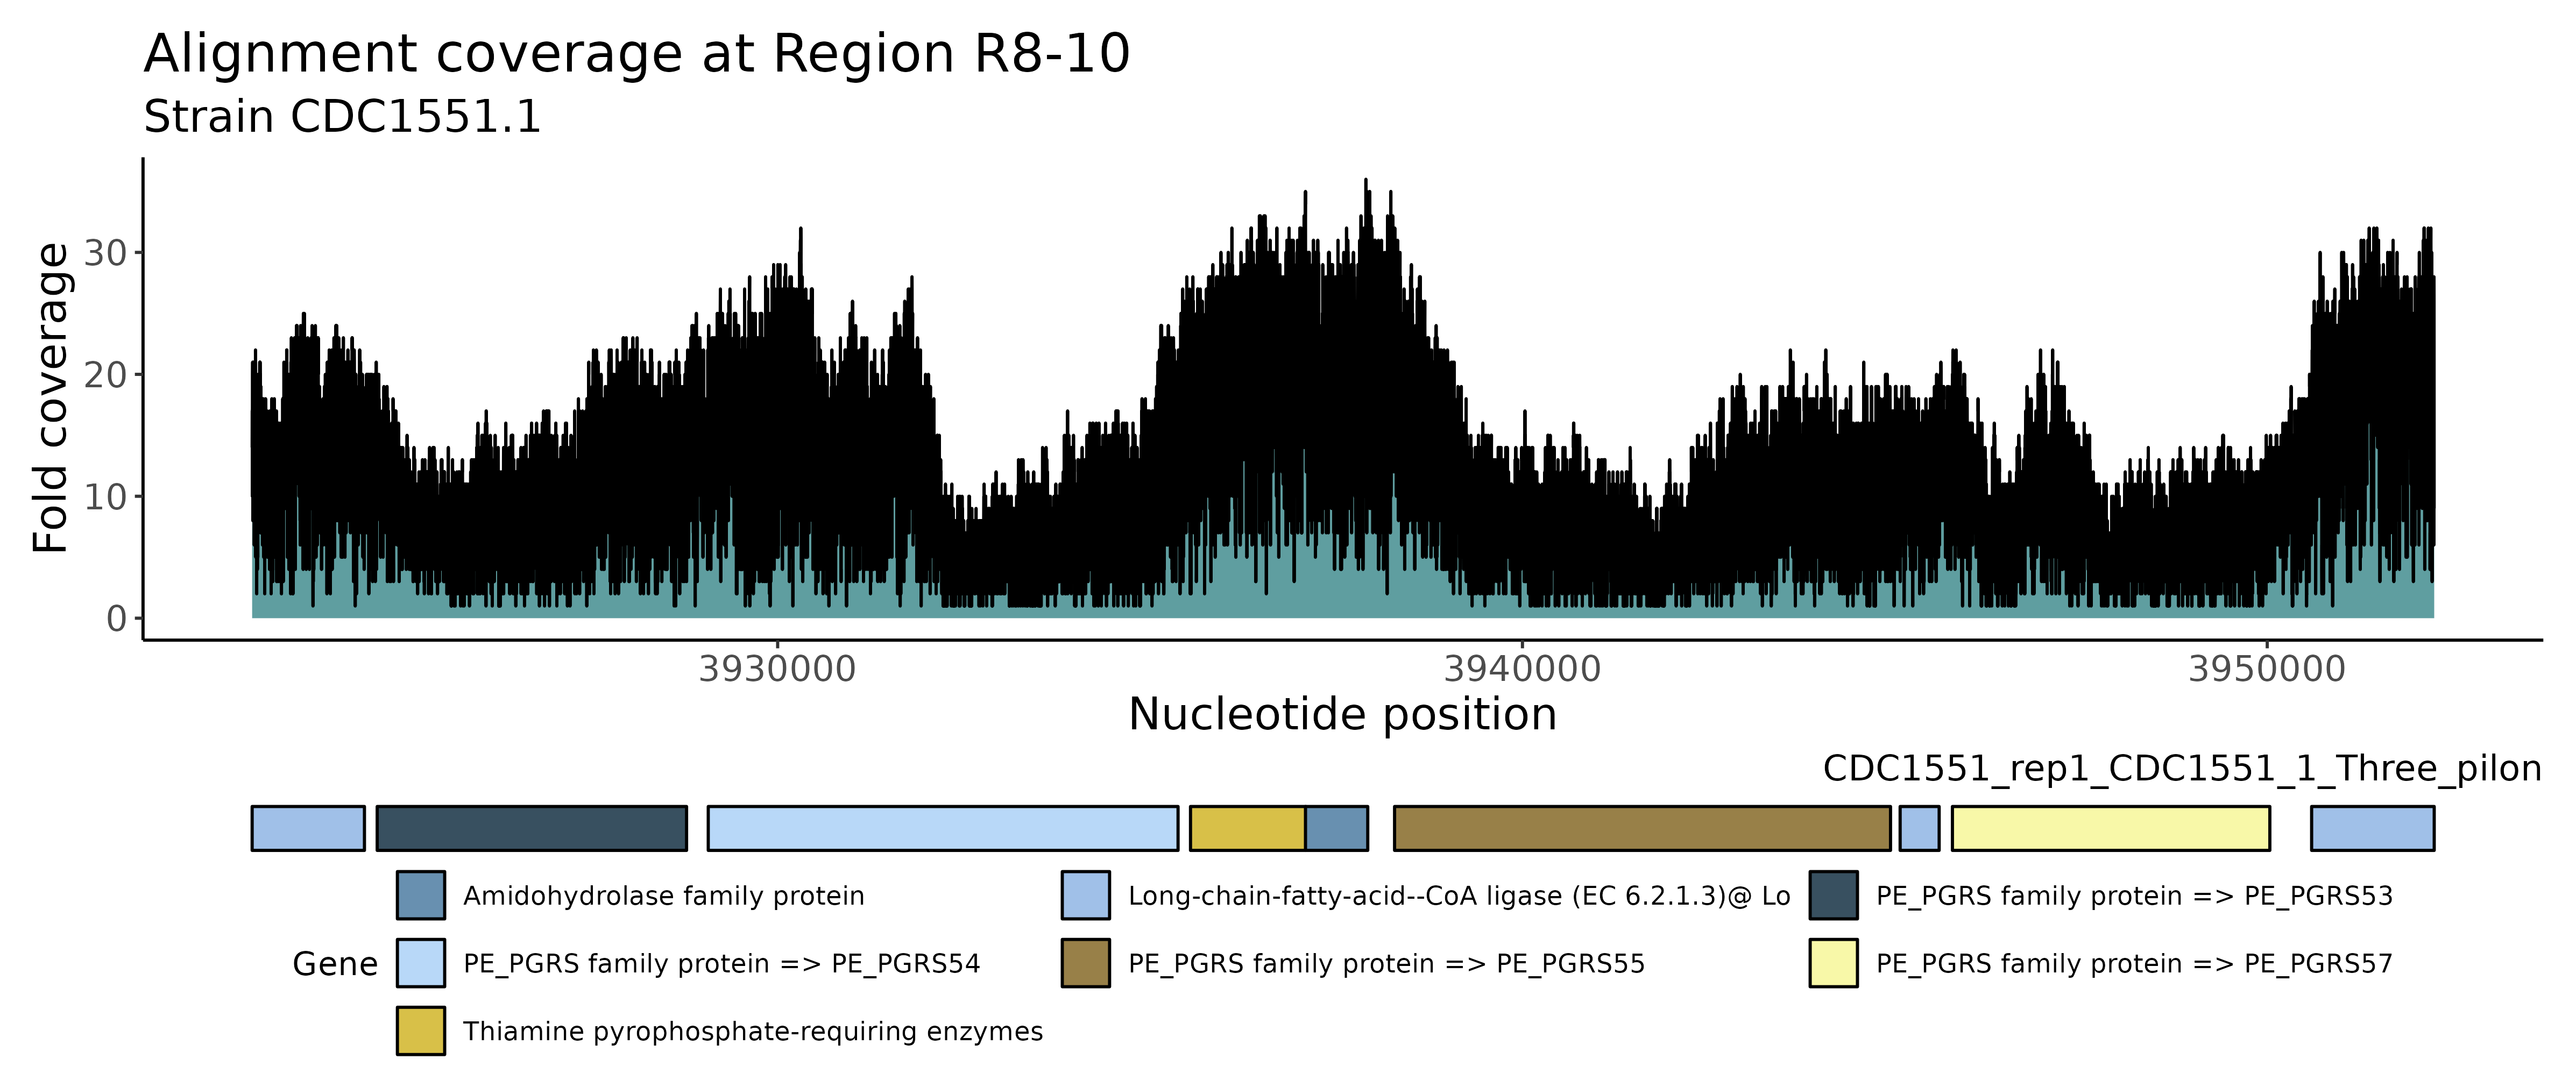 Alignment coverage at Region R8-10
Strain CDC1551.1
Fold coverage
30
20
10
0
3930000 3940000 3950000
Nucleotide position
CDC1551_rep1_CDC1551_1_Three_pilon
Gene
Amidohydrolase family protein
Long-chain-fatty-acid--CoA ligase (EC 6.2.1.3)@ Lo
PE_PGRS family protein => PE_PGRS53
PE_PGRS family protein => PE_PGRS54
PE_PGRS family protein => PE_PGRS55
PE_PGRS family protein => PE_PGRS57
Thiamine pyrophosphate-requiring enzymes